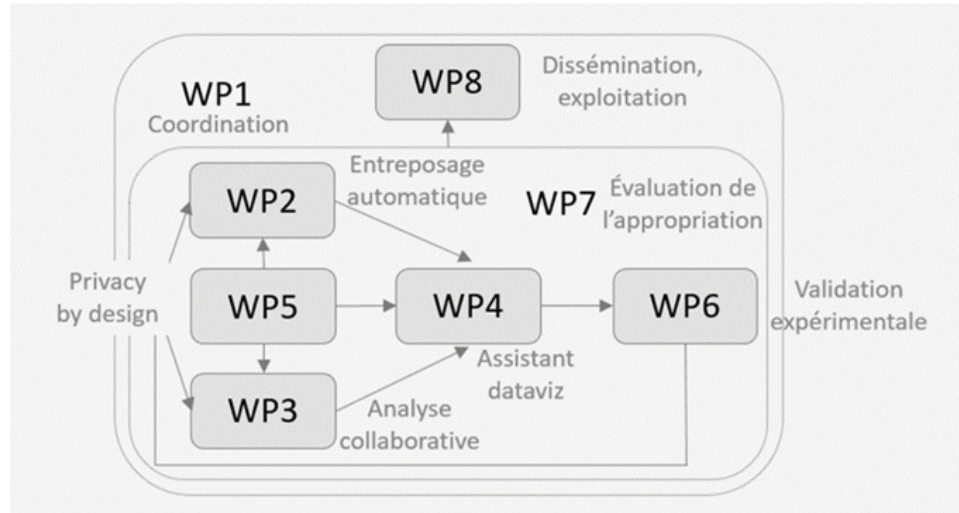 WP1
Coordination
WP8
Dissémination,
exploitation
WP2
Entreposage
automatique
WP7
Évaluation de
l'appropriation
Privacy
by design
WP5
WP4
Assistant
dataviz
WP6
Validation
expérimentale
WP3
Analyse
collaborative